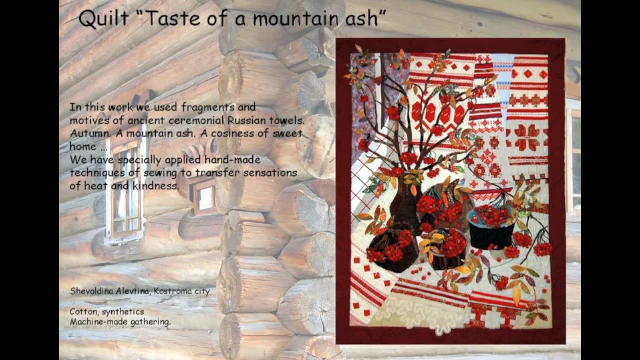 Quilt “Taste of a mountain ash”
In this work we used fragments and
motives of ancient ceremonial Russian towels.
Autumn. A mountain ash. A cosiness of sweet
home ...
We have specially applied hand-made
techniques of sewing to transfer sensations
of heat and kindness.
Shevaldina Alevtina, Kostroma city.
Cotton, synthetics
Machine-made gathering.